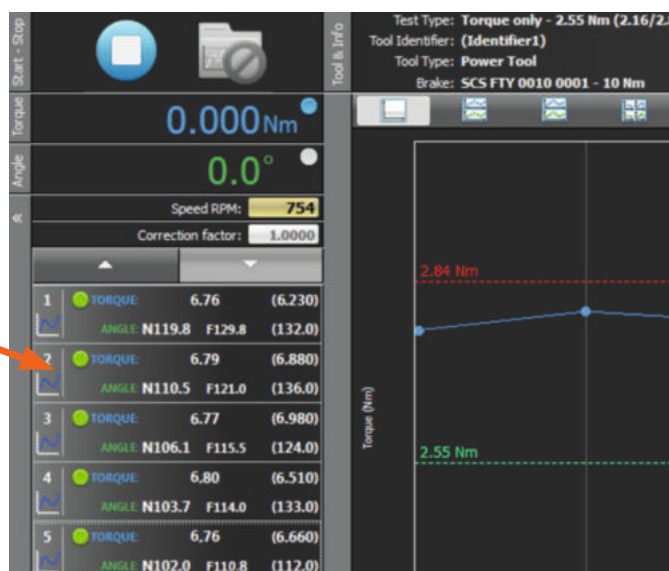 Start - Stop
Tool & Info
Test Type: Torque only - 2.55 Nm (2.16/2.
Tool Identifier: (Identifier1)
Tool Type: Power Tool
Brake: SCS FTY 0010 0001 - 10 Nm
Torque
0.000 Nm
Angle
0.0°
«
Speed RPM: 754
Correction factor: 1.0000
1 TORQUE: 6.76 (6.230)
ANGLE: N119.8 F129.8 (132.0)
2 TORQUE: 6.79 (6.880)
ANGLE: N110.5 F121.0 (136.0)
3 TORQUE: 6.77 (6.980)
ANGLE: N106.1 F115.5 (124.0)
4 TORQUE: 6.80 (6.510)
ANGLE: N103.7 F114.0 (133.0)
5 TORQUE: 6.76 (6.660)
ANGLE: N102.0 F110.8 (112.0)
2.84 Nm
Torque (Nm)
2.55 Nm